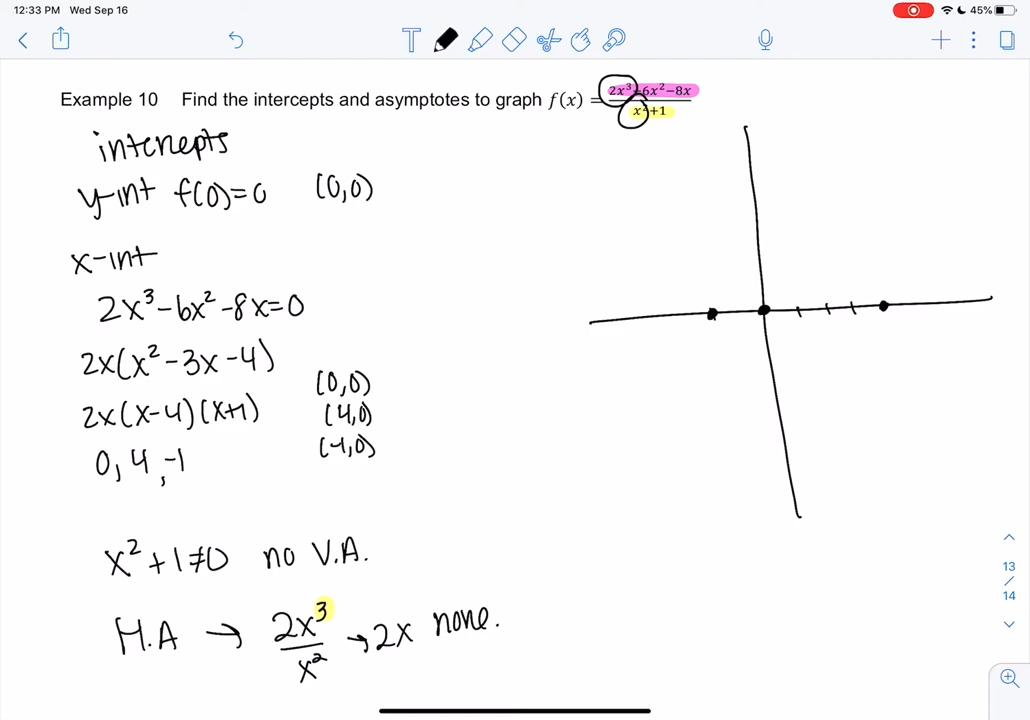 12:33 PM Wed Sep 16
45%
T
Example 10 Find the intercepts and asymptotes to graph f(x) = (2x³−6x²−8x)/(x²+1)
intercepts
y-int f(0)=0 (0,0)
x-int
2x³-6x²-8x=0
2x(x²-3x-4)
2x(x-4)(x+1)
0, 4, -1
(0,0)
(4,0)
(-1,0)
x²+1≠0 no V.A.
H.A → 2x³/x² → 2x none.
13
/
14